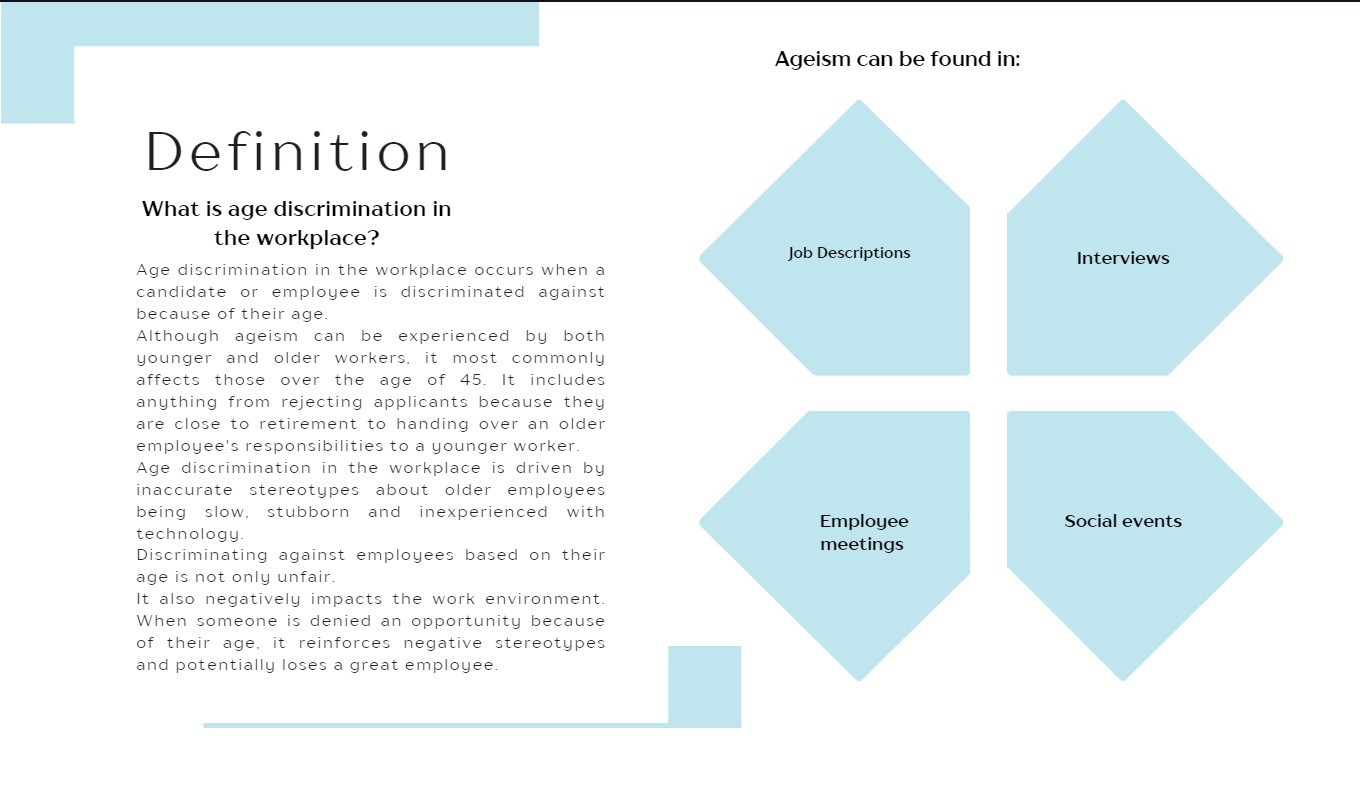 Definition
What is age discrimination in
the workplace?
Age discrimination in the workplace occurs when a
candidate or employee is discriminated against
because of their age.
Although ageism can be experienced by both
younger and older workers, it most commonly
affects those over the age of 45. It includes
anything from rejecting applicants because they
are close to retirement to handing over an older
employee's responsibilities to a younger worker.
Age discrimination in the workplace is driven by
inaccurate stereotypes about older employees
being slow, stubborn and inexperienced with
technology.
Discriminating against employees based on their
age is not only unfair.
It also negatively impacts the work environment.
When someone is denied an opportunity because
of their age, it reinforces negative stereotypes
and potentially loses a great employee.
Ageism can be found in:
Job Descriptions
Interviews
Employee
meetings
Social events